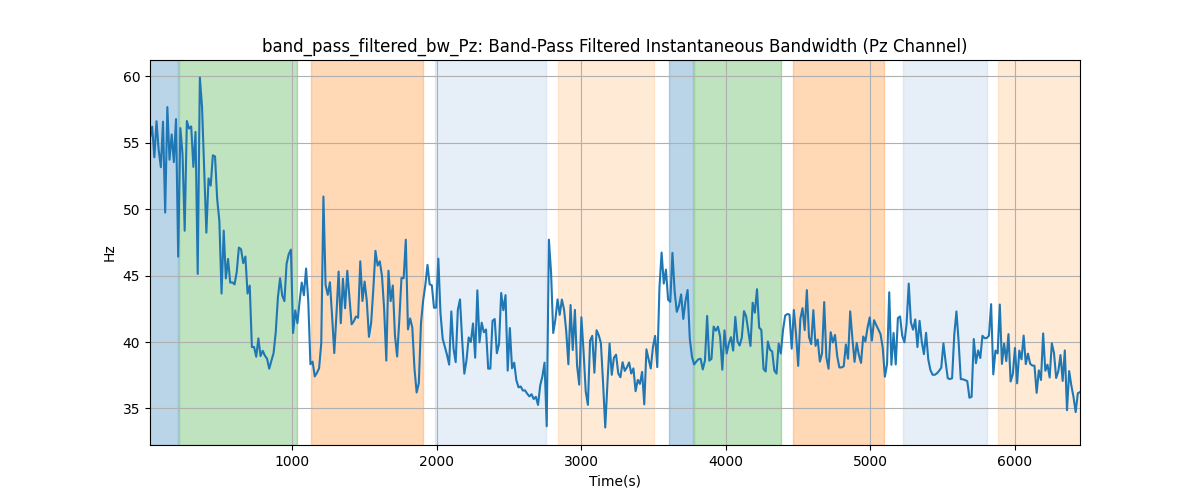 band_pass_filtered_bw_Pz: Band-Pass Filtered Instantaneous Bandwidth (Pz Channel)
60
55
50
45
40
35
Hz
1000 2000 3000 4000 5000 6000
Time(s)